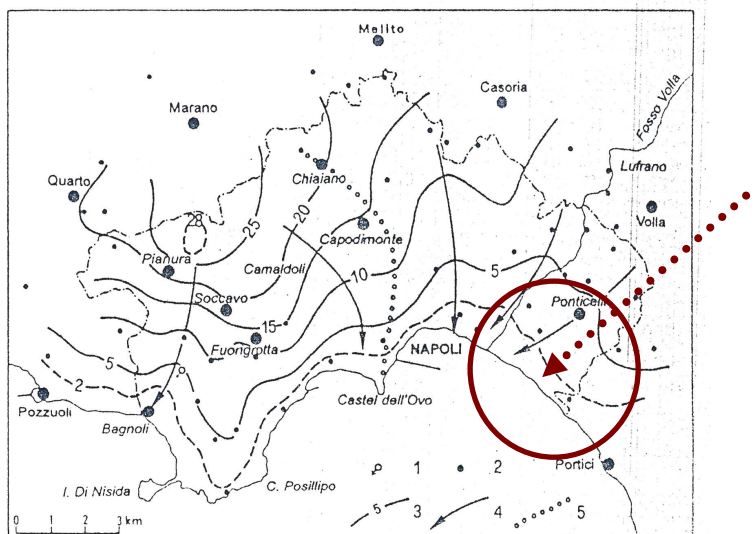 Melito
Casoria
Marano
Fosso Volla
Chiaiano
Lufrano
Quarto
Volla
28
25
20
Capodimonte
Pianura
Camaldoli
10
5
Soccavo
Ponticelli
15
Fuorigrotta
NAPOLI
5
2
Castel dell'Ovo
Pozzuoli
Bagnoli
Portici
1
2
I. Di Nisida
C. Posillipo
5
3
4
5
0 1 2 3 km